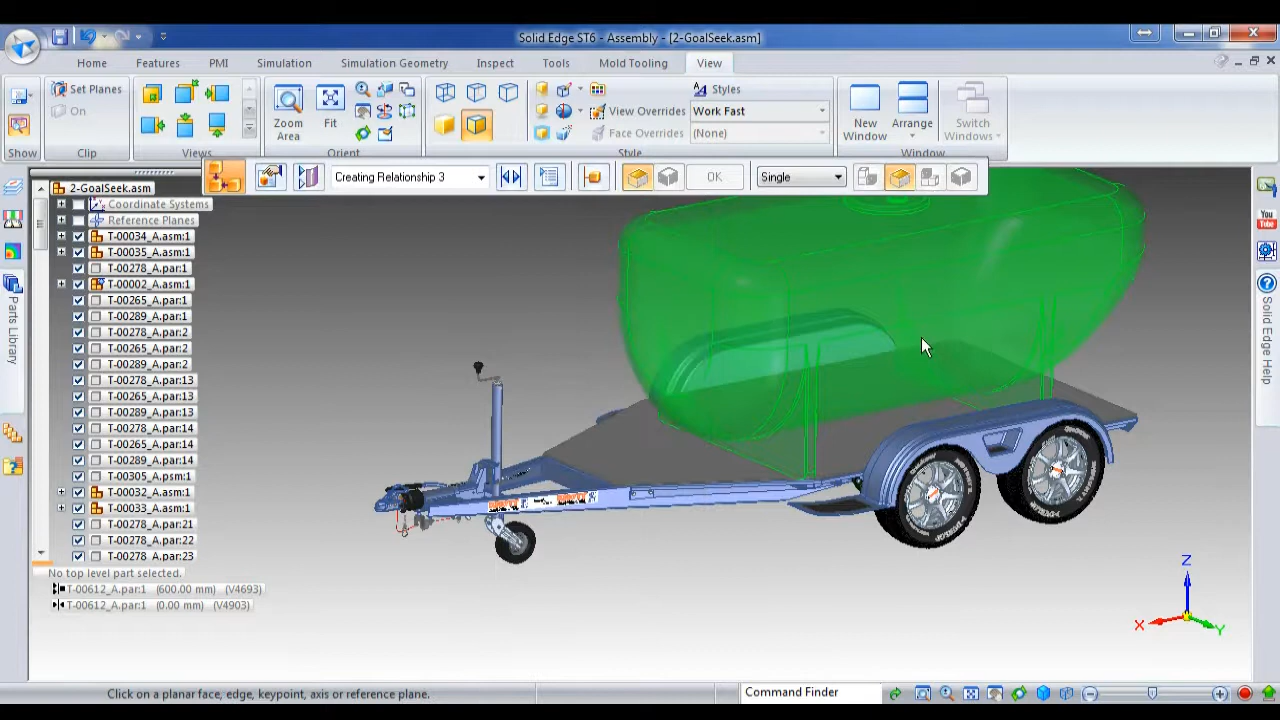 Solid Edge ST6 - Assembly - [2-GoalSeek.asm]
Home Features PMI Simulation Simulation Geometry Inspect Tools Mold Tooling View
Set Planes
On
Zoom Area
Fit
Styles
View Overrides Work Fast
Face Overrides (None)
New Window
Arrange
Switch Windows
Show Clip Views Orient Style Window
Creating Relationship 3 OK Single
2-GoalSeek.asm
Coordinate Systems
Reference Planes
T-00034_A.asm:1
T-00035_A.asm:1
T-00278_A.par:1
T-00002_A.asm:1
T-00265_A.par:1
T-00289_A.par:1
T-00278_A.par:2
T-00265_A.par:2
T-00289_A.par:2
T-00278_A.par:13
T-00265_A.par:13
T-00289_A.par:13
T-00278_A.par:14
T-00265_A.par:14
T-00289_A.par:14
T-00305_A.psm:1
T-00032_A.asm:1
T-00033_A.asm:1
T-00278_A.par:21
T-00278_A.par:22
T-00278_A.par:23
No top level part selected.
T-00612_A.par:1 (600.00 mm) (V4693)
T-00612_A.par:1 (0.00 mm) (V4903)
Parts Library
You Tube
Solid Edge Help
Z
X
Y
Click on a planar face, edge, keypoint, axis or reference plane.
Command Finder